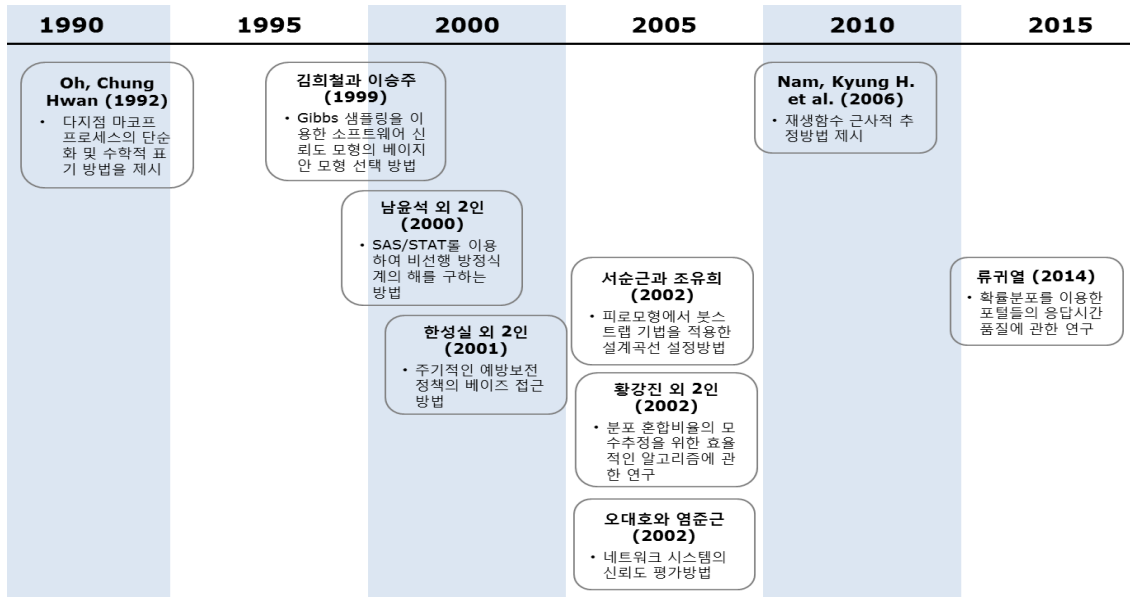 1990 1995 2000 2005 2010 2015
Oh, Chung
Hwan (1992)
• 다지점 마코프
프로세스의 단순
화 및 수학적 표
기 방법을 제시
김희철과 이승주
(1999)
• Gibbs 샘플링을 이
용한 소프트웨어 신
뢰도 모형의 베이지
안 모형 선택 방법
남윤석 외 2인
(2000)
• SAS/STAT롤 이용
하여 비선행 방정식
계의 해를 구하는
방법
한성실 외 2인
(2001)
• 주기적인 예방보전
정책의 베이즈 접근
방법
서순근과 조유희
(2002)
• 피로모형에서 붓스
트랩 기법을 적용한
설계곡선 설정방법
황강진 외 2인
(2002)
• 분포 혼합비율의 모
수추정을 위한 효율
적인 알고리즘에 관
한 연구
오대호와 염준근
(2002)
• 네트워크 시스템의
신뢰도 평가방법
Nam, Kyung H.
et al. (2006)
• 재생함수 근사적 추
정방법 제시
류귀열 (2014)
• 확률분포를 이용한
포털들의 응답시간
품질에 관한 연구